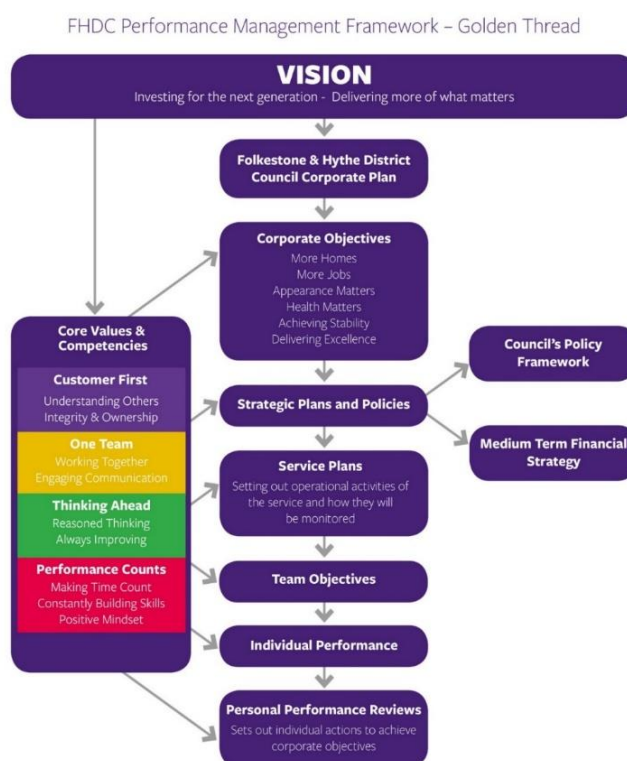 FHDC Performance Management Framework – Golden Thread
VISION
Investing for the next generation - Delivering more of what matters
Folkestone & Hythe District
Council Corporate Plan
Corporate Objectives
More Homes
More Jobs
Appearance Matters
Health Matters
Achieving Stability
Delivering Excellence
Core Values &
Competencies
Customer First
Understanding Others
Integrity & Ownership
One Team
Working Together
Engaging Communication
Thinking Ahead
Reasoned Thinking
Always Improving
Performance Counts
Making Time Count
Constantly Building Skills
Positive Mindset
Strategic Plans and Policies
Council's Policy
Framework
Medium Term Financial
Strategy
Service Plans
Setting out operational activities of
the service and how they will
be monitored
Team Objectives
Individual Performance
Personal Performance Reviews
Sets out individual actions to achieve
corporate objectives